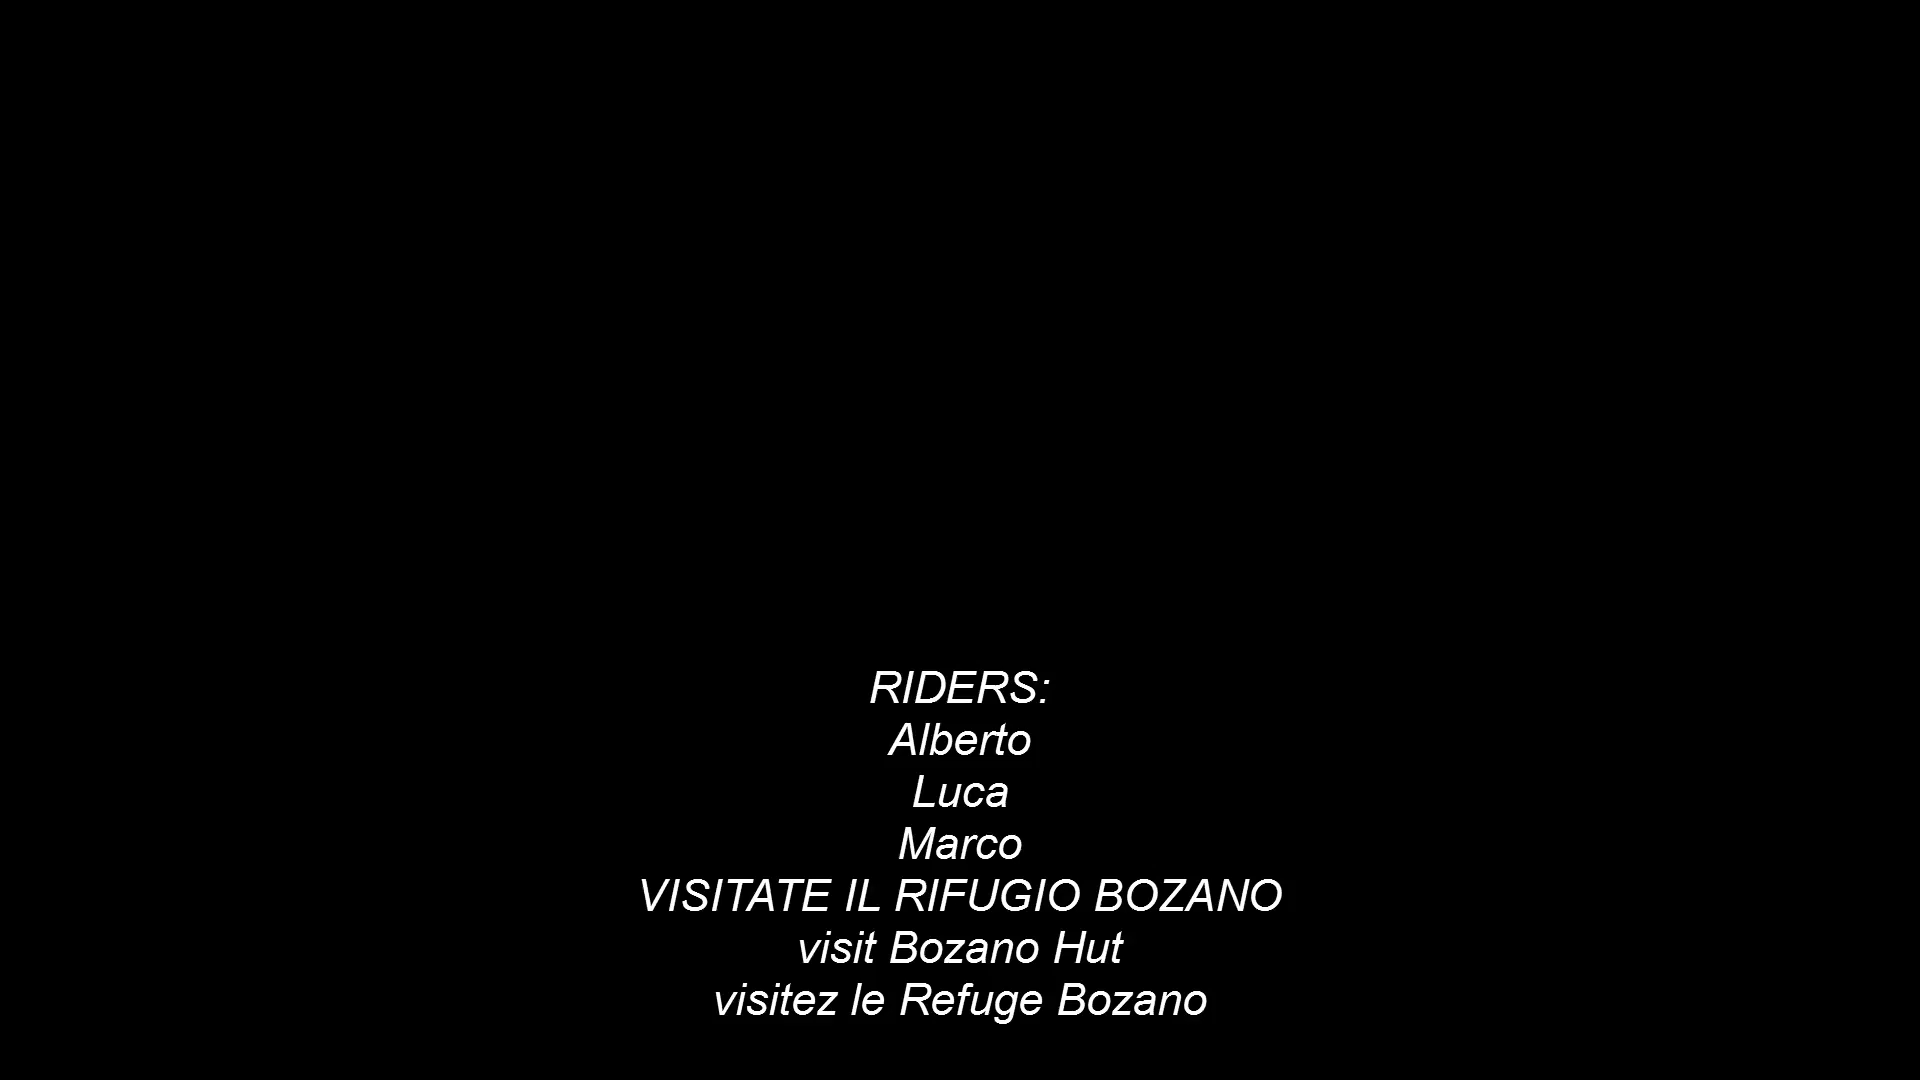 RIDERS:
Alberto
Luca
Marco
VISITATE IL RIFUGIO BOZANO
visit Bozano Hut
visitez le Refuge Bozano